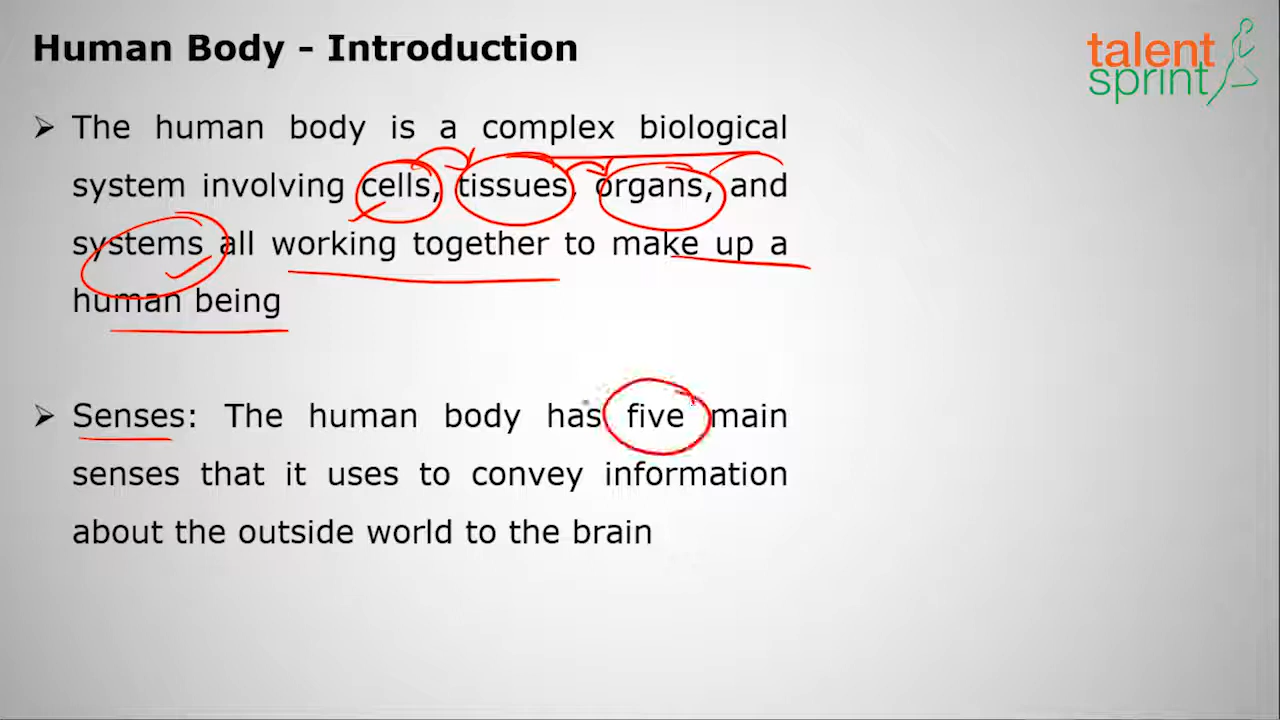 Human Body - Introduction
talent
sprint
➢ The human body is a complex biological
system involving cells, tissues, organs, and
systems all working together to make up a
human being
➢ Senses: The human body has five main
senses that it uses to convey information
about the outside world to the brain